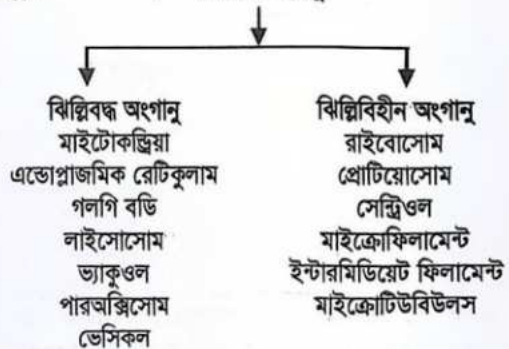 ঝিল্লিবদ্ধ অংগানু
মাইটোকন্ড্রিয়া
এন্ডোপ্লাজমিক রেটিকুলাম
গলগি বডি
লাইসোসোম
ভ্যাকুওল
পারঅক্সিসোম
ভেসিকল
ঝিল্লিবিহীন অংগানু
রাইবোসোম
প্রোটিয়োসোম
সেন্ট্রিওল
মাইক্রোফিলামেন্ট
ইন্টারমিডিয়েট ফিলামেন্ট
মাইক্রোটিউবিউলস